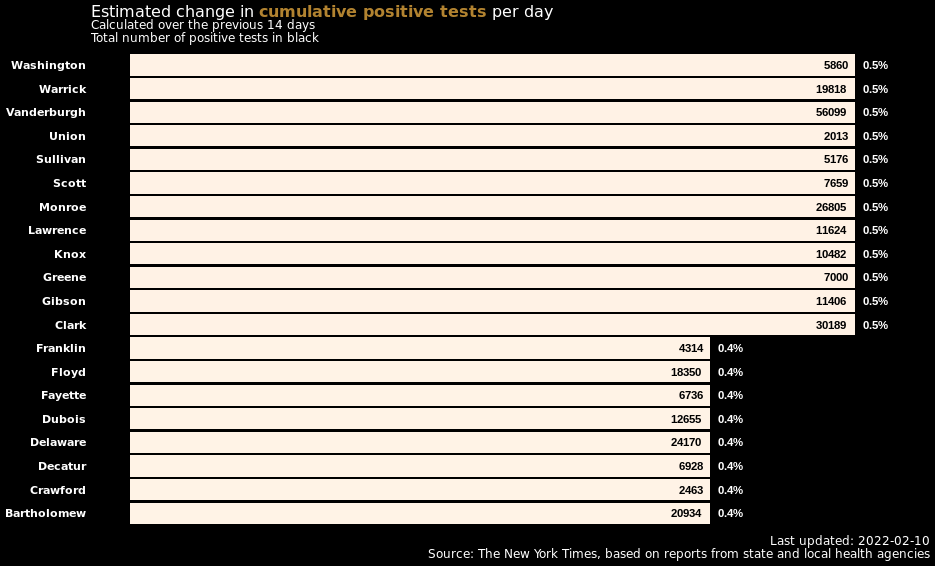 Estimated change in cumulative positive tests per day
Calculated over the previous 14 days
Total number of positive tests in black
Washington 5860 0.5%
Warrick 19818 0.5%
Vanderburgh 56099 0.5%
Union 2013 0.5%
Sullivan 5176 0.5%
Scott 7659 0.5%
Monroe 26805 0.5%
Lawrence 11624 0.5%
Knox 10482 0.5%
Greene 7000 0.5%
Gibson 11406 0.5%
Clark 30189 0.5%
Franklin 4314 0.4%
Floyd 18350 0.4%
Fayette 6736 0.4%
Dubois 12655 0.4%
Delaware 24170 0.4%
Decatur 6928 0.4%
Crawford 2463 0.4%
Bartholomew 20934 0.4%
Last updated: 2022-02-10
Source: The New York Times, based on reports from state and local health agencies